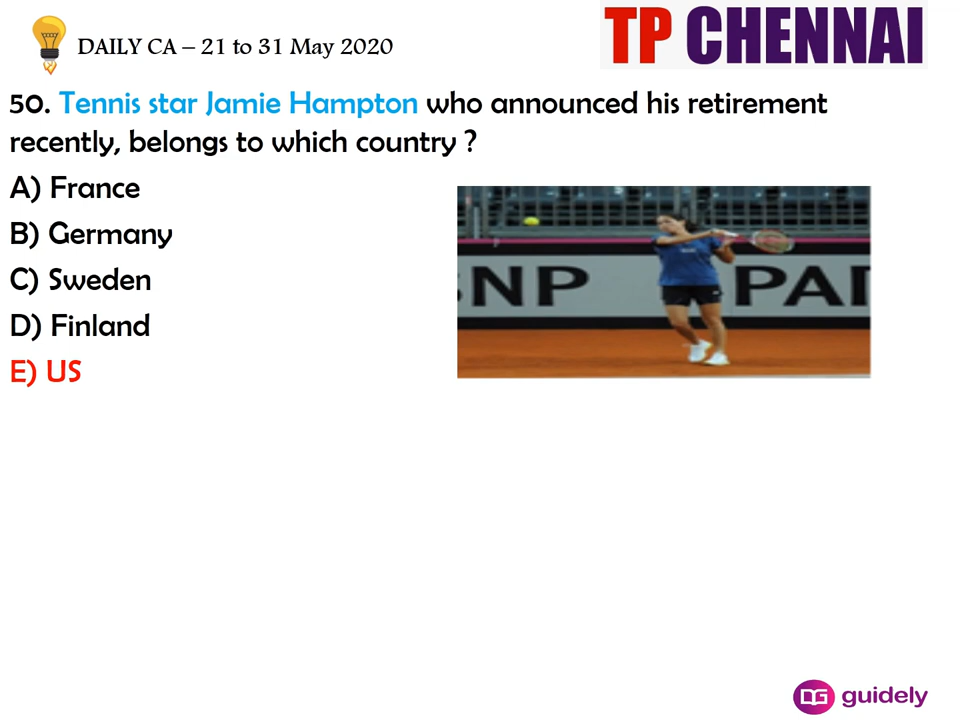 DAILY CA – 21 to 31 May 2020
TP CHENNAI
50. Tennis star Jamie Hampton who announced his retirement
recently, belongs to which country ?
A) France
B) Germany
C) Sweden
D) Finland
E) US
NP PA
guidely